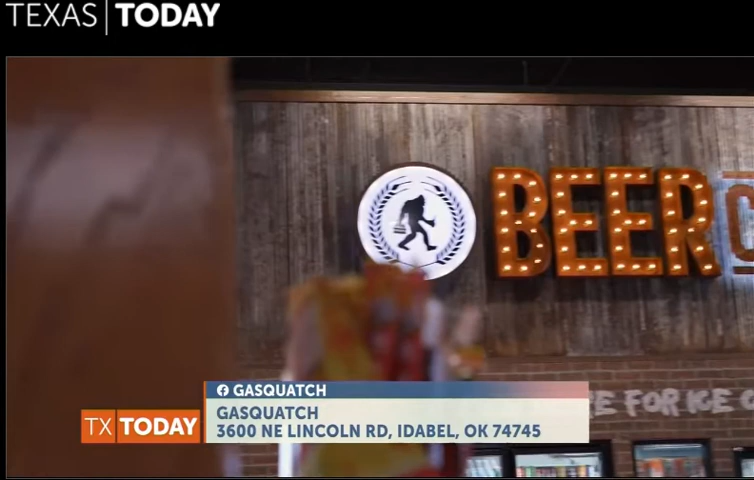 TEXAS | TODAY
BEER C
E FOR ICE C
GASQUATCH
TX TODAY
GASQUATCH
3600 NE LINCOLN RD, IDABEL, OK 74745